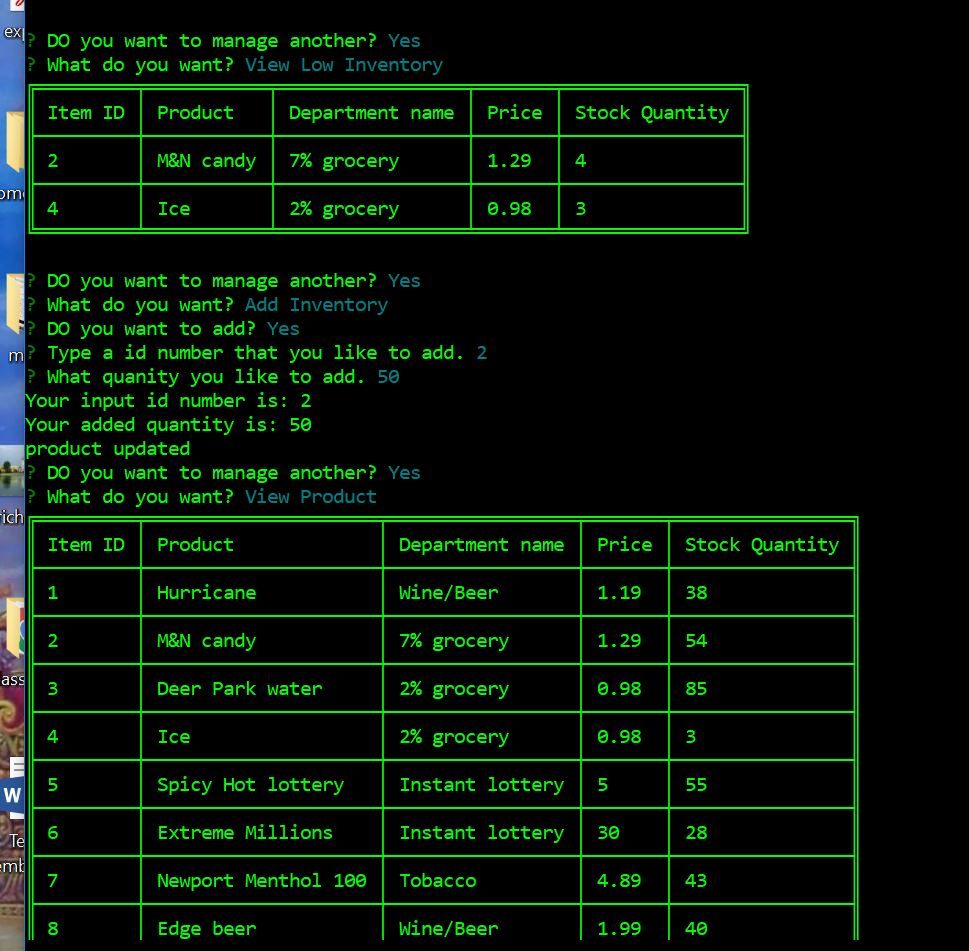 ? DO you want to manage another? Yes
? What do you want? View Low Inventory
Item ID Product Department name Price Stock Quantity
2 M&N candy 7% grocery 1.29 4
4 Ice 2% grocery 0.98 3
? DO you want to manage another? Yes
? What do you want? Add Inventory
? DO you want to add? Yes
? Type a id number that you like to add. 2
? What quanity you like to add. 50
Your input id number is: 2
Your added quantity is: 50
product updated
? DO you want to manage another? Yes
? What do you want? View Product
Item ID Product Department name Price Stock Quantity
1 Hurricane Wine/Beer 1.19 38
2 M&N candy 7% grocery 1.29 54
3 Deer Park water 2% grocery 0.98 85
4 Ice 2% grocery 0.98 3
5 Spicy Hot lottery Instant lottery 5 55
6 Extreme Millions Instant lottery 30 28
7 Newport Menthol 100 Tobacco 4.89 43
8 Edge beer Wine/Beer 1.99 40